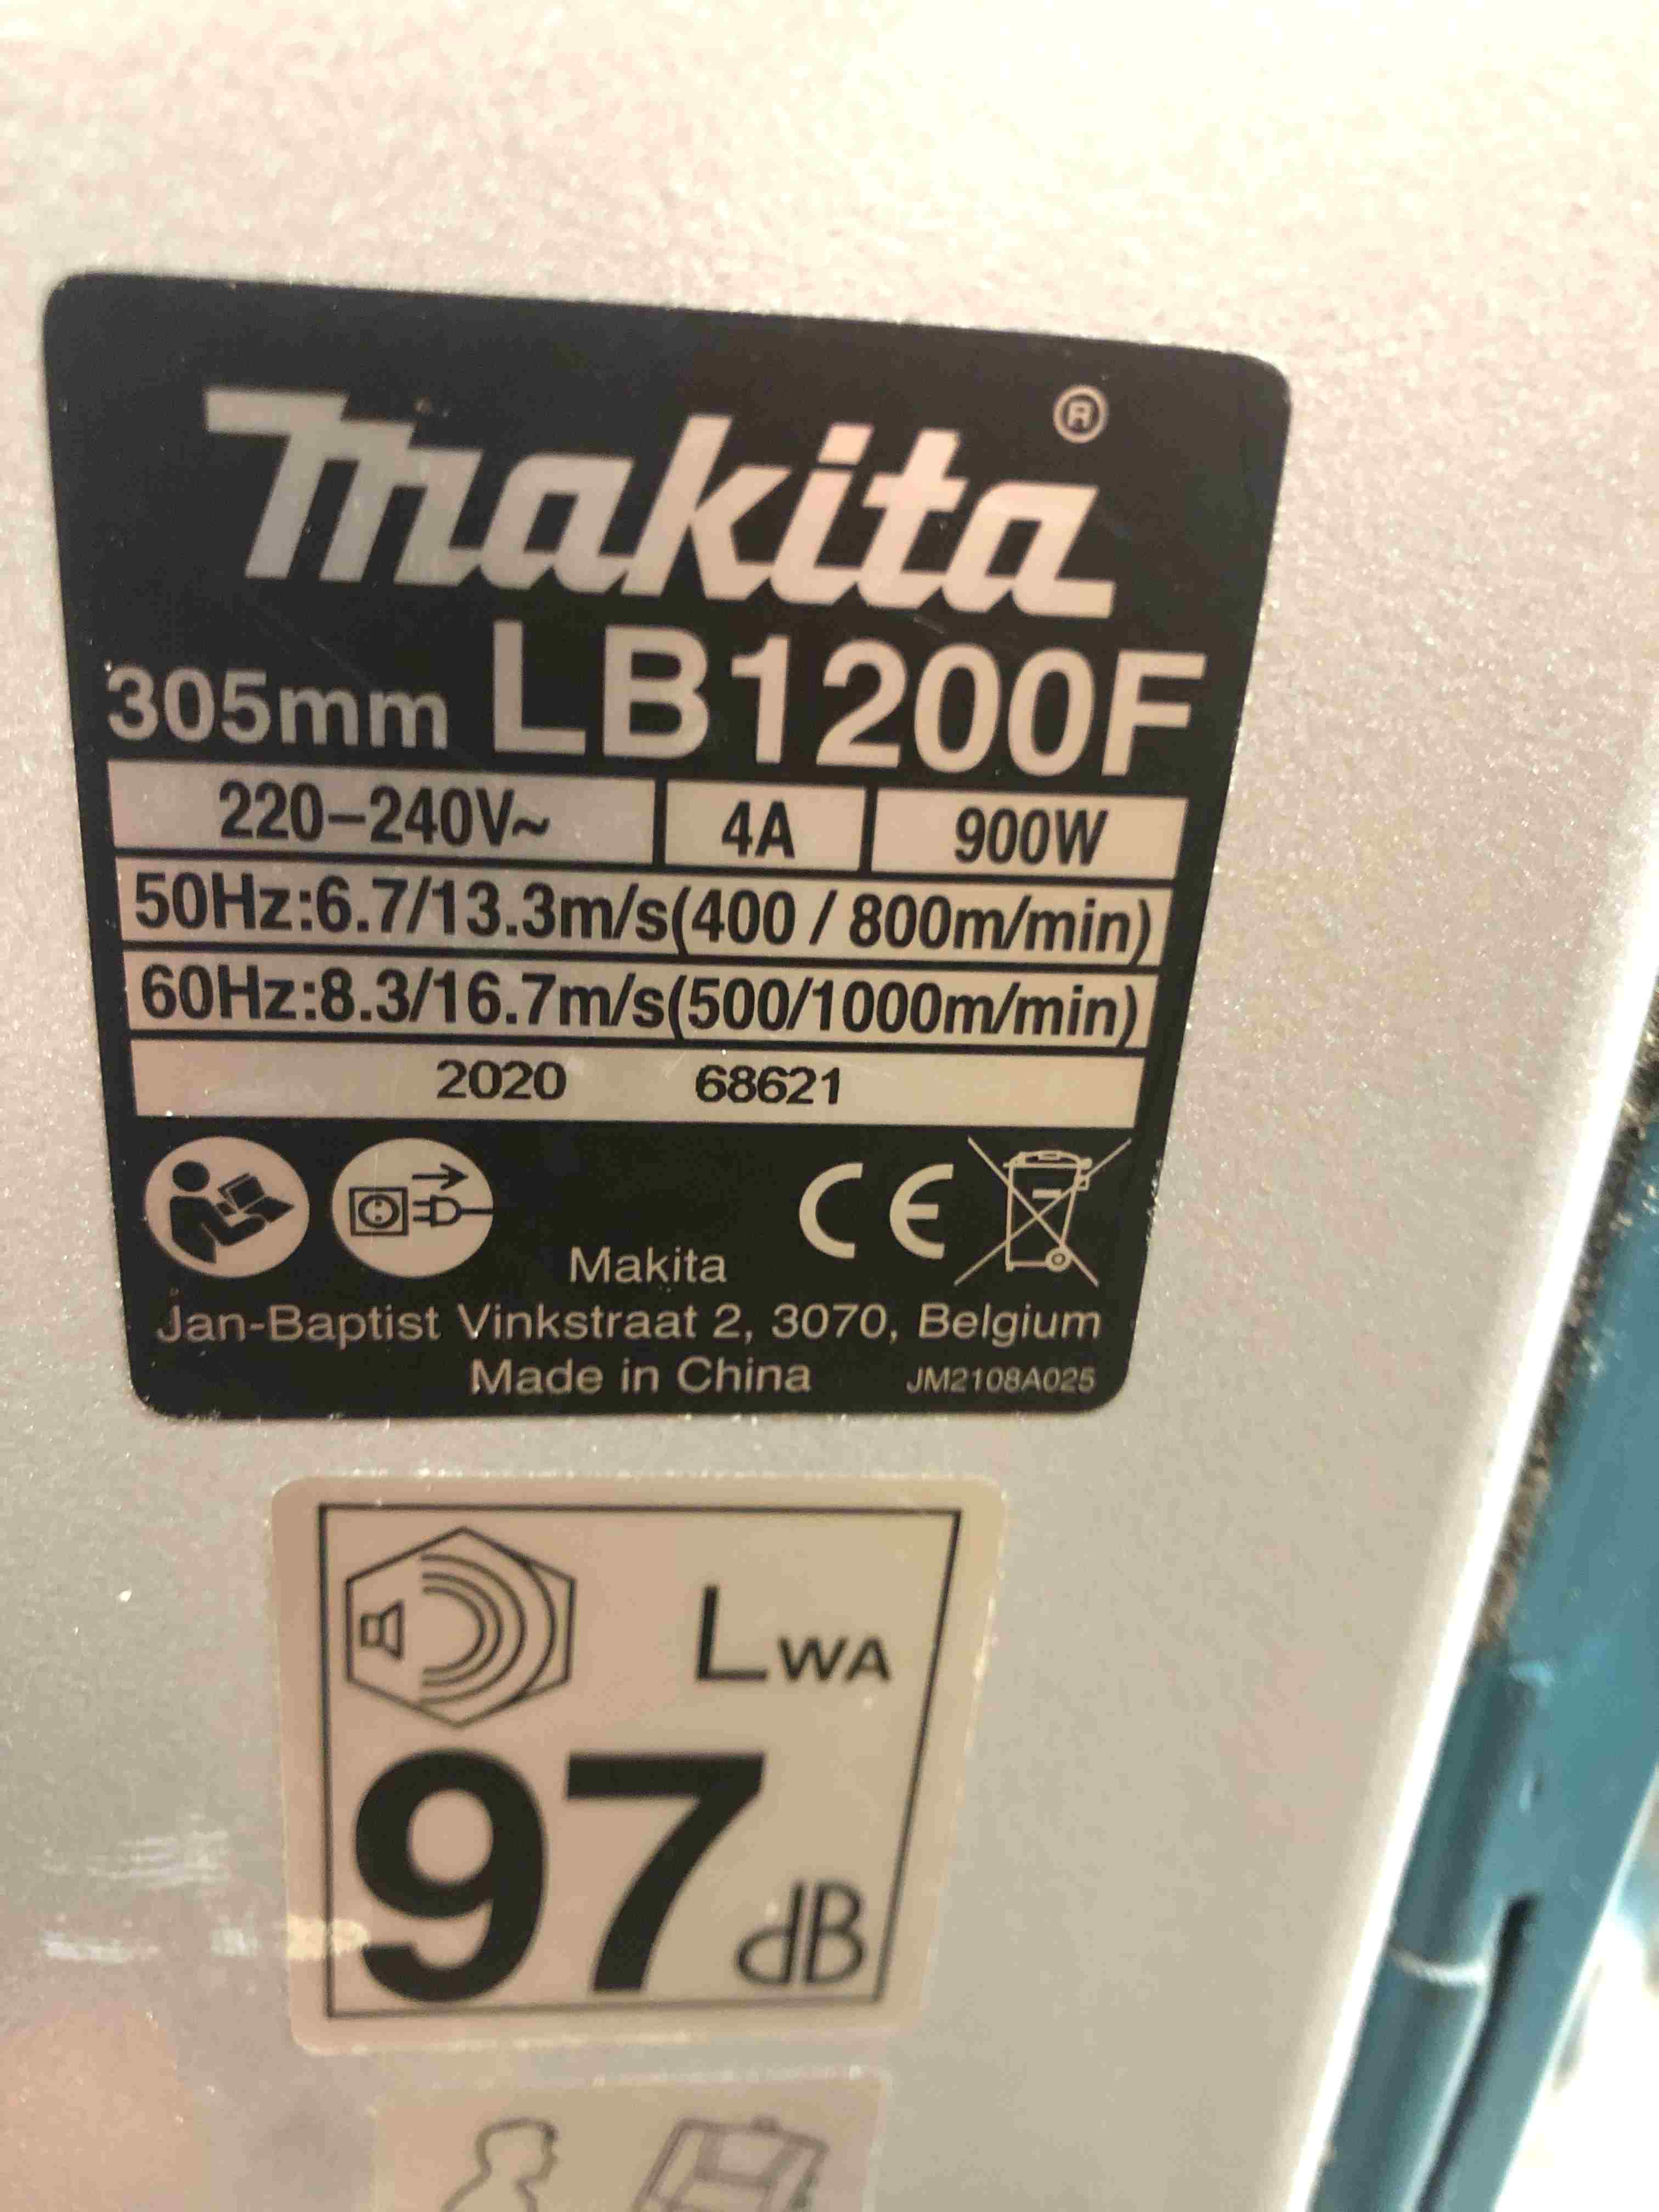 Makita®
305mm LB1200F
220–240V~ 4A 900W
50Hz:6.7/13.3m/s(400 / 800m/min)
60Hz:8.3/16.7m/s(500/1000m/min)
2020 68621
CE
Makita
Jan-Baptist Vinkstraat 2, 3070, Belgium
Made in China JM2108A025
LWA
97 dB